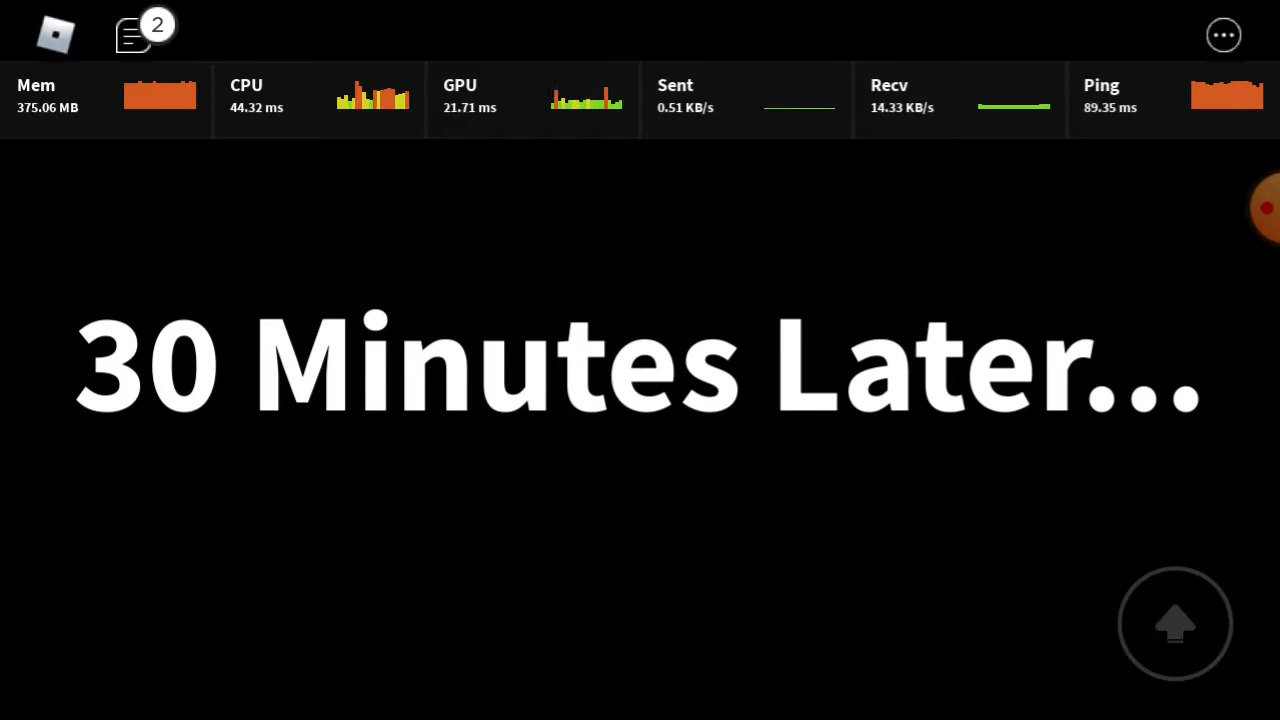 2
Mem
375.06 MB
CPU
44.32 ms
GPU
21.71 ms
Sent
0.51 KB/s
Recv
14.33 KB/s
Ping
89.35 ms
30 Minutes Later...